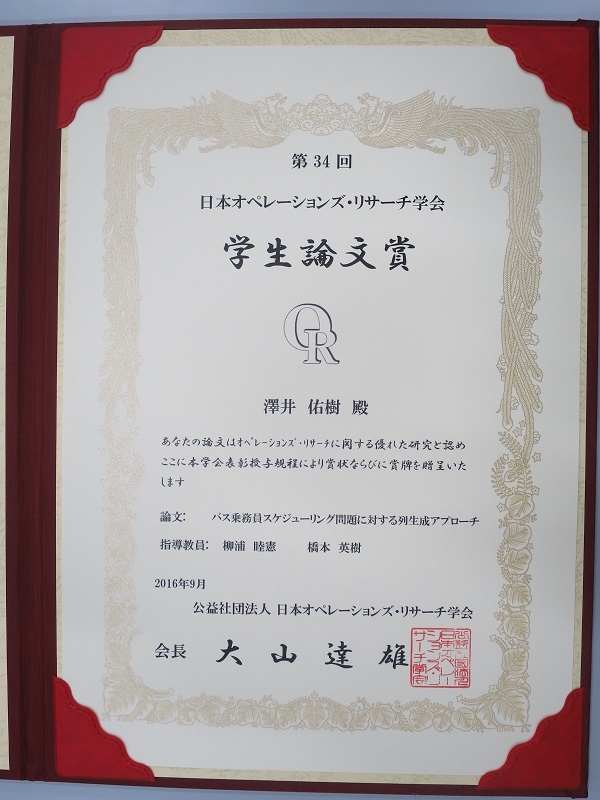 第34回
日本オペレーションズ・リサーチ学会
学生論文賞
OR
澤井 佑樹 殿
あなたの論文はオペレーションズ・リサーチに関する優れた研究と認め
ここに本学会表彰授与規程により賞状ならびに賞牌を贈呈いた
します
論文: バス乗務員スケジューリング問題に対する列生成アプローチ
指導教員: 柳浦 睦憲 橋本 英樹
2016年9月
公益社団法人 日本オペレーションズ・リサーチ学会
会長 大山達雄